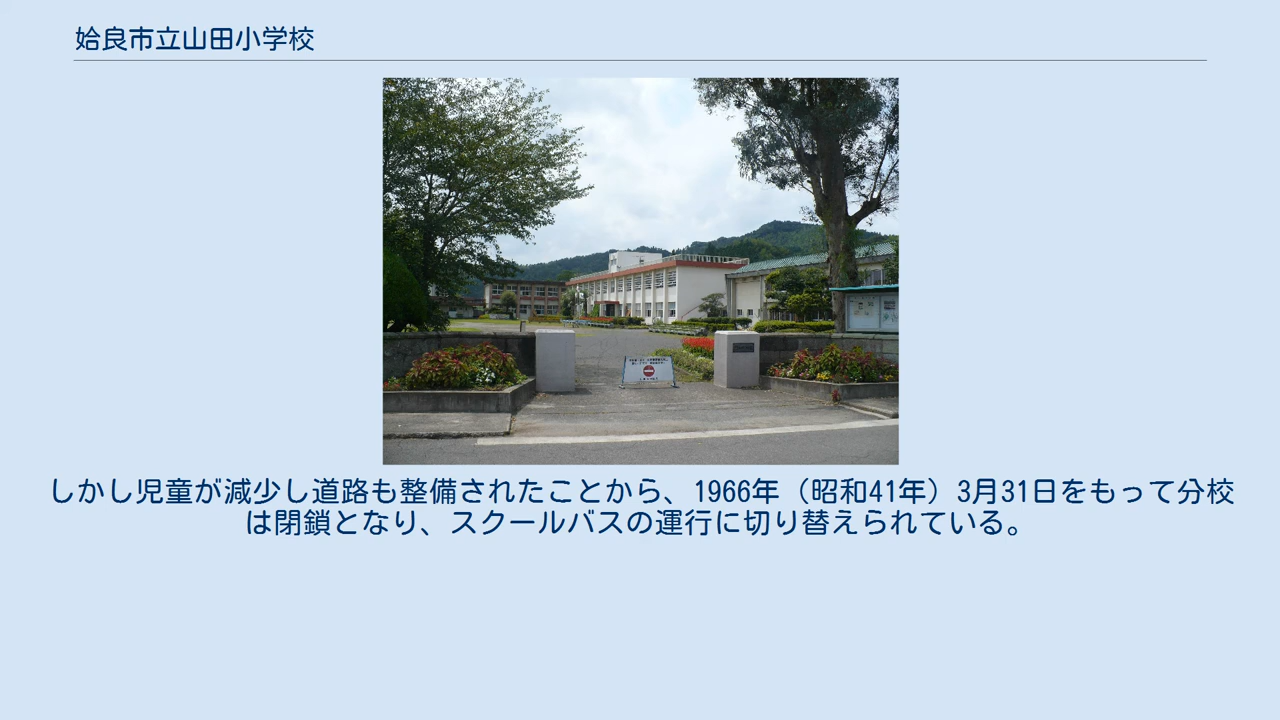 姶良市立山田小学校
しかし児童が減少し道路も整備されたことから、1966年（昭和41年）3月31日をもって分校
は閉鎖となり、スクールバスの運行に切り替えられている。